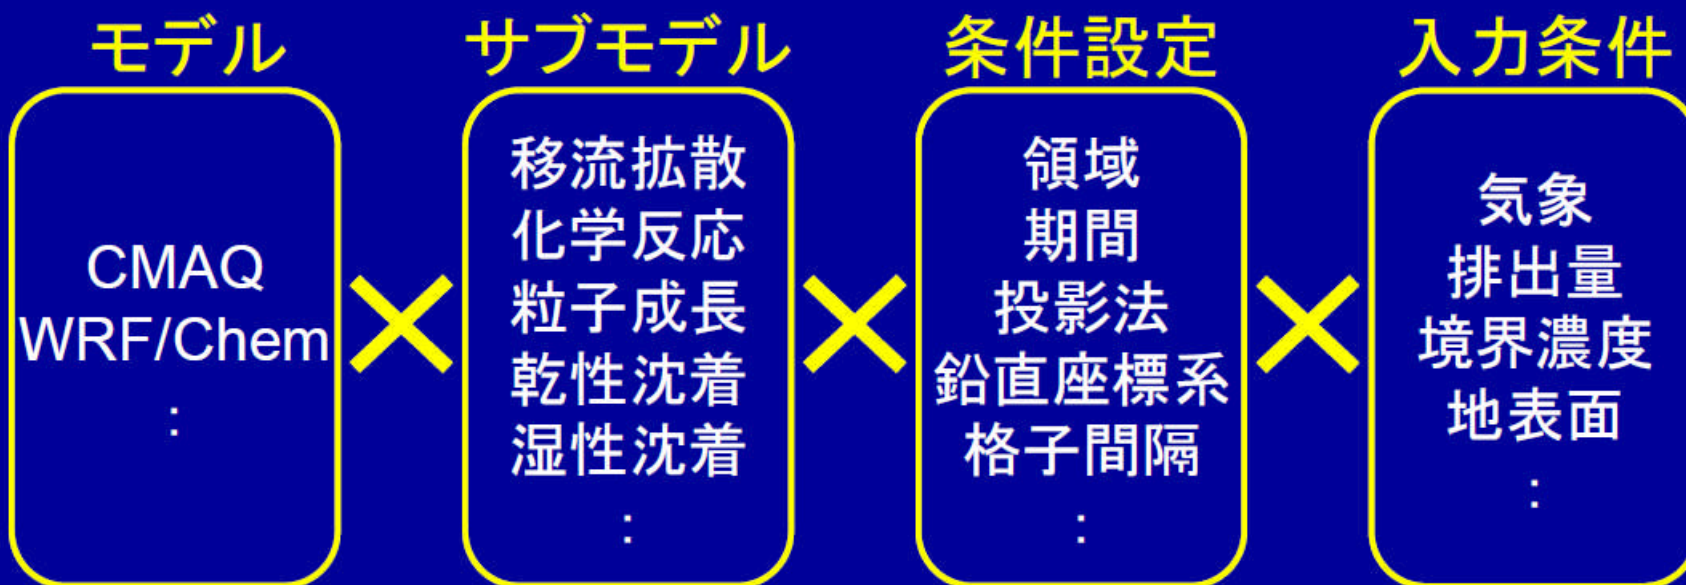 モデル
CMAQ
WRF/Chem
:
×
サブモデル
移流拡散
化学反応
粒子成長
乾性沈着
湿性沈着
:
×
条件設定
領域
期間
投影法
鉛直座標系
格子間隔
:
×
入力条件
気象
排出量
境界濃度
地表面
: